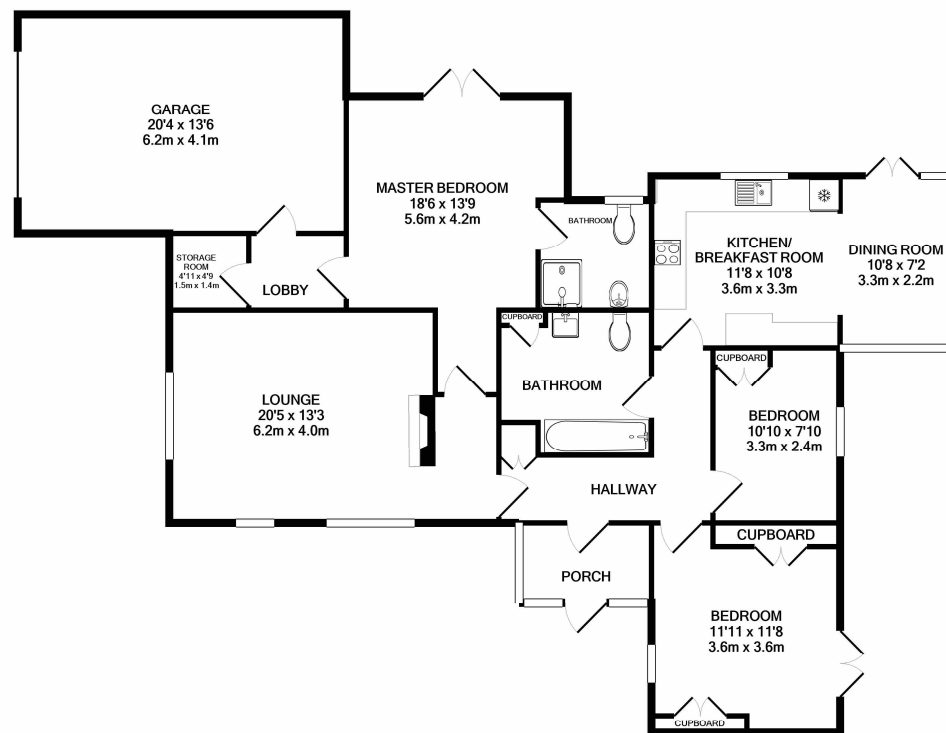 GARAGE
20'4 x 13'6
6.2m x 4.1m
MASTER BEDROOM
18'6 x 13'9
5.6m x 4.2m
BATHROOM
KITCHEN/
BREAKFAST ROOM
11'8 x 10'8
3.6m x 3.3m
DINING ROOM
10'8 x 7'2
3.3m x 2.2m
STORAGE
ROOM
4'11 x 4'9
1.5m x 1.4m
LOBBY
CUPBOARD
BATHROOM
CUPBOARD
LOUNGE
20'5 x 13'3
6.2m x 4.0m
BEDROOM
10'10 x 7'10
3.3m x 2.4m
HALLWAY
CUPBOARD
PORCH
BEDROOM
11'11 x 11'8
3.6m x 3.6m
CUPBOARD